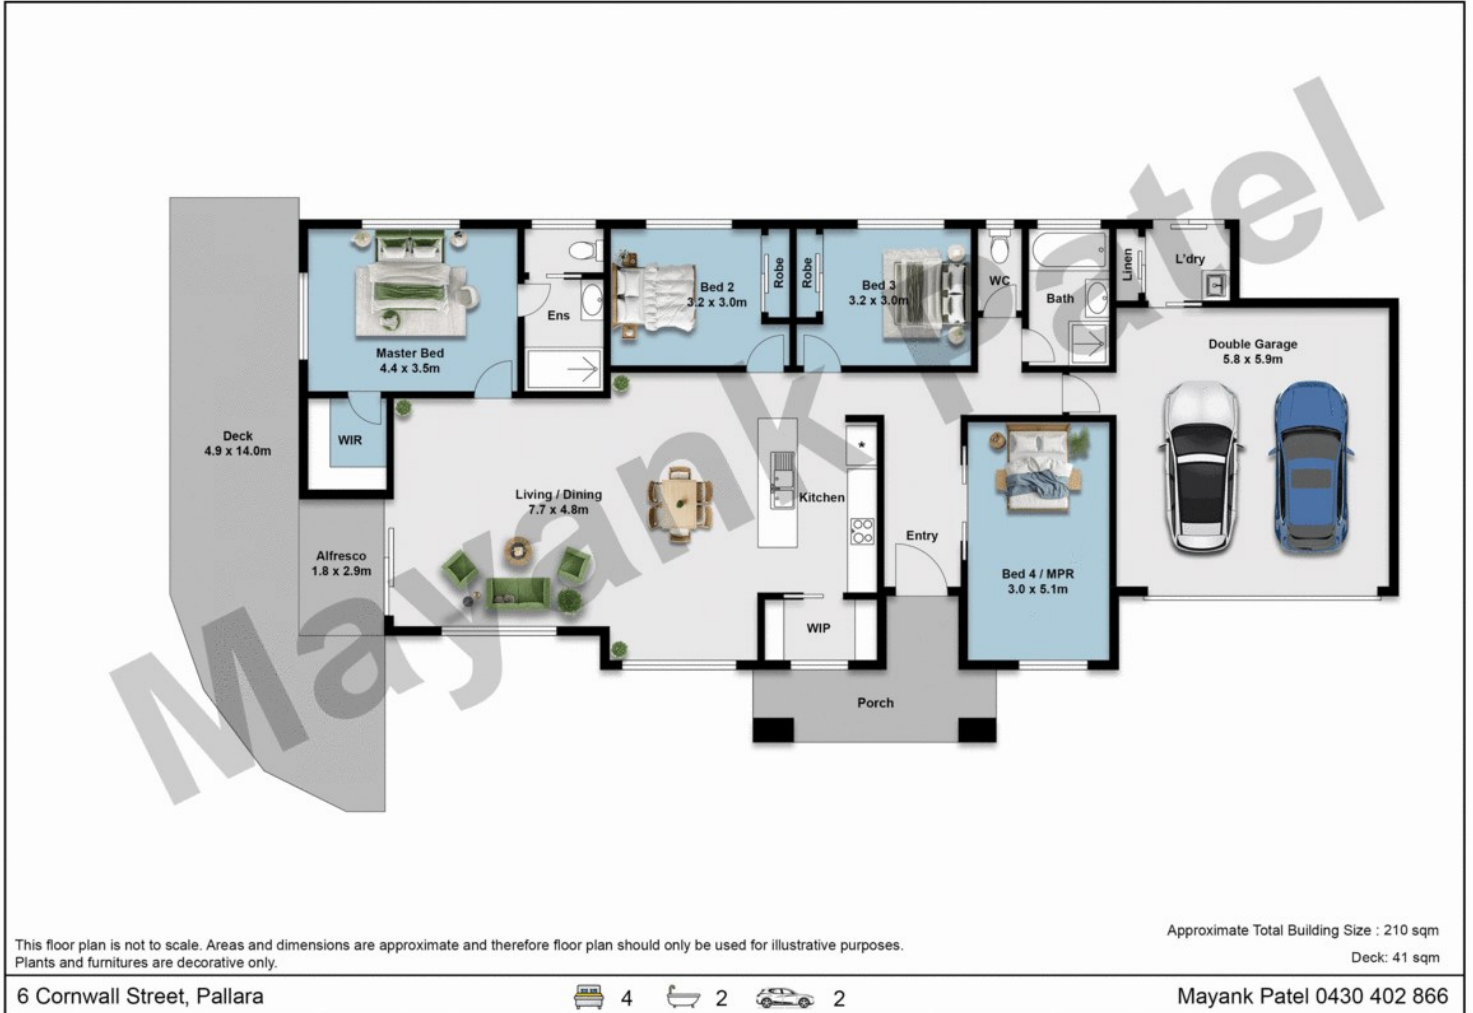 Mayank Patel
Master Bed
4.4 x 3.5m
Ens
Bed 2
3.2 x 3.0m
Robe
Robe
Bed 3
3.2 x 3.0m
WC
Bath
Linen
L'dry
Double Garage
5.8 x 5.9m
WIR
Deck
4.9 x 14.0m
Living / Dining
7.7 x 4.8m
Kitchen
*
Entry
Alfresco
1.8 x 2.9m
Bed 4 / MPR
3.0 x 5.1m
WIP
Porch
This floor plan is not to scale. Areas and dimensions are approximate and therefore floor plan should only be used for illustrative purposes.
Plants and furnitures are decorative only.
Approximate Total Building Size : 210 sqm
Deck: 41 sqm
6 Cornwall Street, Pallara
4 2 2
Mayank Patel 0430 402 866